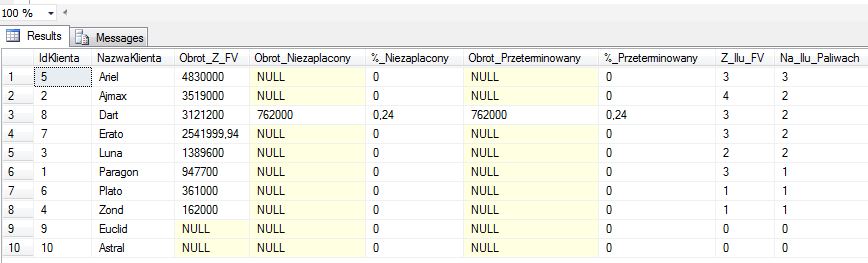 100 %
Results Messages
IdKlienta NazwaKlienta Obrot_Z_FV Obrot_Niezaplacony %_Niezaplacony Obrot_Przeterminowany %_Przeterminowany Z_Ilu_FV Na_Ilu_Paliwach
1 5 Ariel 4830000 NULL 0 NULL 0 3 3
2 2 Ajmax 3519000 NULL 0 NULL 0 4 2
3 8 Dart 3121200 762000 0,24 762000 0,24 3 2
4 7 Erato 2541999,94 NULL 0 NULL 0 3 2
5 3 Luna 1389600 NULL 0 NULL 0 2 2
6 1 Paragon 947700 NULL 0 NULL 0 3 1
7 6 Plato 361000 NULL 0 NULL 0 1 1
8 4 Zond 162000 NULL 0 NULL 0 1 1
9 9 Euclid NULL NULL 0 NULL 0 0 0
10 10 Astral NULL NULL 0 NULL 0 0 0